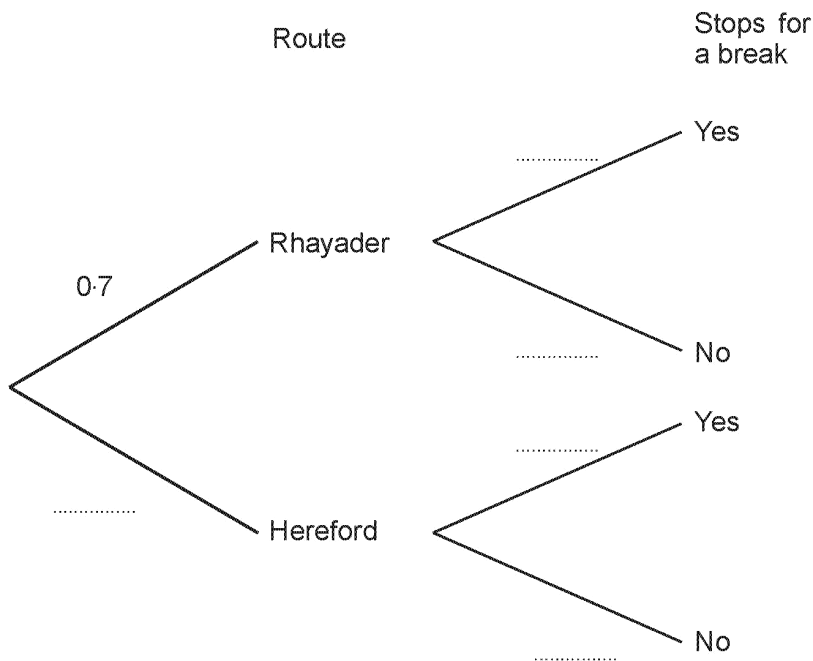 Route
Stops for
a break
Yes
Rhayader
0·7
No
Yes
Hereford
No